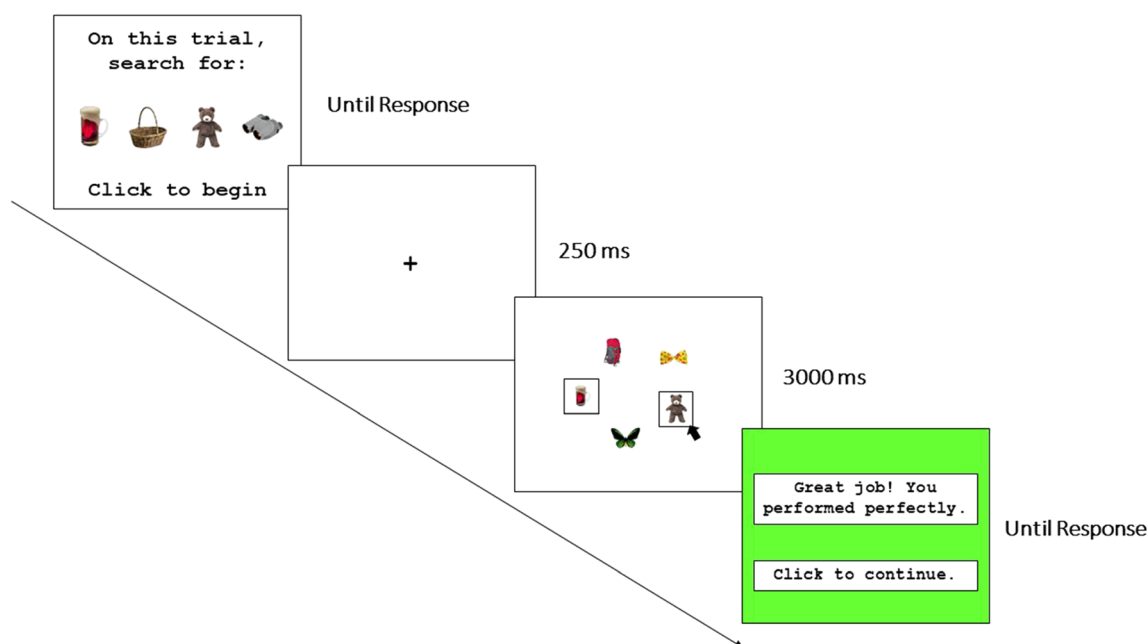 On this trial,
search for:
Click to begin
Until Response
+
250 ms
3000 ms
Great job! You
performed perfectly.
Click to continue.
Until Response